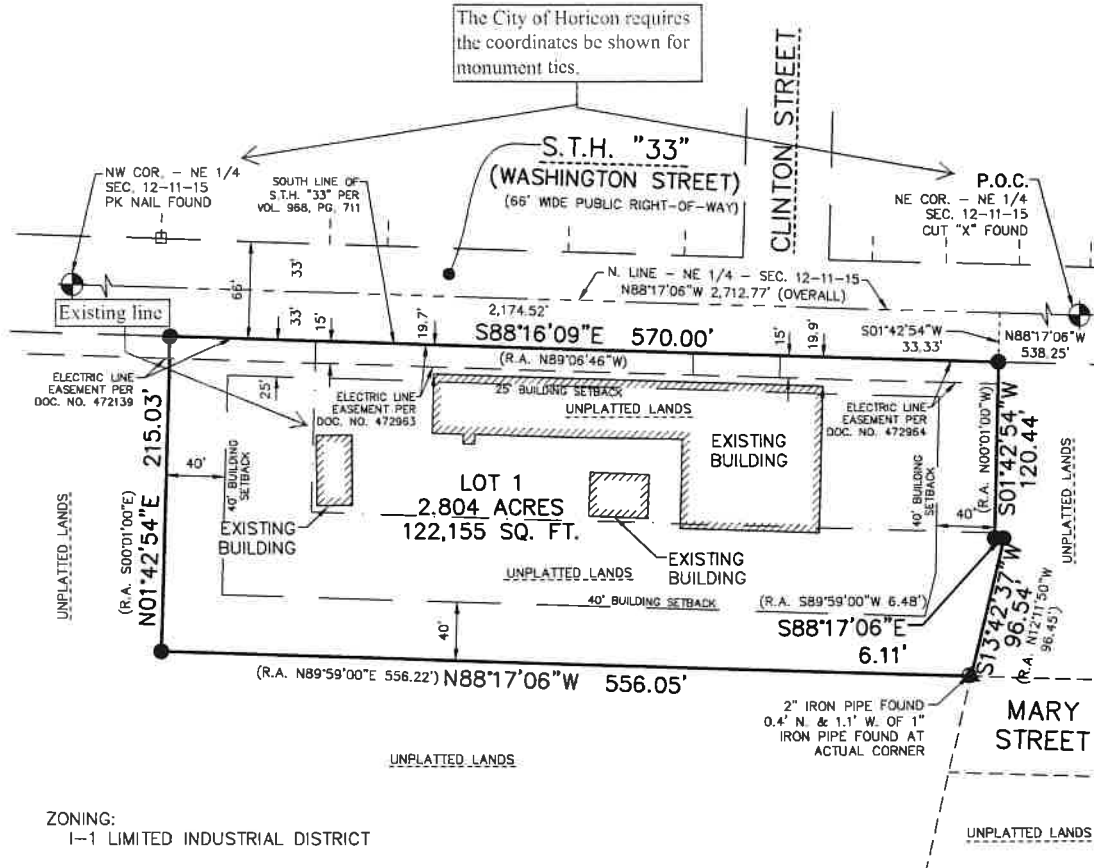 The City of Horicon requires
the coordinates be shown for
monument ties.
CLINTON STREET
S.T.H. "33"
(WASHINGTON STREET)
(66' WIDE PUBLIC RIGHT-OF-WAY)
NW COR. - NE 1/4
SEC. 12-11-15
PK NAIL FOUND
SOUTH LINE OF
S.T.H. "33" PER
VOL. 968, PG. 711
P.O.C.
NE COR. - NE 1/4
SEC. 12-11-15
CUT "X" FOUND
33'
66'
33'
15'
19.7'
N. LINE - NE 1/4 - SEC. 12-11-15
N88°17'06"W 2,712.77' (OVERALL)
2,174.52'
Existing line
S88°16'09"E 570.00'
(R.A. N89°06'46"W)
15'
19.9'
S01°42'54"W
33.33'
N88°17'06"W
538.25'
ELECTRIC LINE
EASEMENT PER
DOC. NO. 472139
25'
ELECTRIC LINE
EASEMENT PER
DOC. NO. 472963
25' BUILDING SETBACK
UNPLATTED LANDS
ELECTRIC LINE
EASEMENT PER
DOC. NO. 472964
EXISTING
BUILDING
40'
40' BUILDING
SETBACK
LOT 1
2.804 ACRES
122,155 SQ. FT.
EXISTING
BUILDING
EXISTING
BUILDING
40' BUILDING
SETBACK
40'
(R.A. N00°01'00"W)
S01°42'54"W
120.44'
UNPLATTED LANDS
UNPLATTED LANDS
(R.A. S00°01'00"E)
N01°42'54"E 215.03'
UNPLATTED LANDS
40' BUILDING SETBACK
40'
(R.A. S89°59'00"W 6.48')
S88°17'06"E
6.11'
S13°42'37"W
96.54'
(R.A. N12°11'50"W
96.45')
(R.A. N89°59'00"E 556.22') N88°17'06"W 556.05'
2" IRON PIPE FOUND
0.4' N. & 1.1' W. OF 1"
IRON PIPE FOUND AT
ACTUAL CORNER
MARY
STREET
UNPLATTED LANDS
ZONING:
I-1 LIMITED INDUSTRIAL DISTRICT
UNPLATTED LANDS